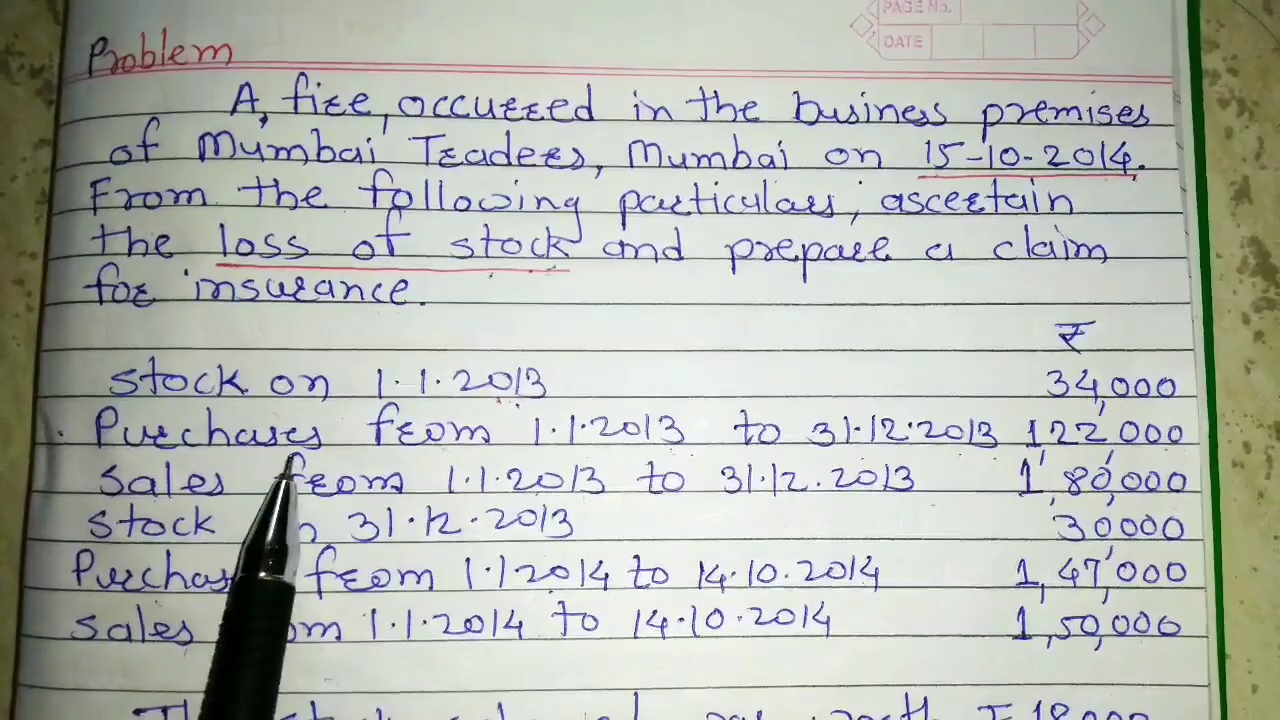 PAGE No.
DATE
Problem
A fire occurred in the business premises
of Mumbai Traders, Mumbai on 15-10-2014.
From the following particulars, ascertain
the loss of stock and prepare a claim
for insurance.
₹
stock on 1.1.2013 34,000
Purchases from 1.1.2013 to 31.12.2013 1,22,000
sales from 1.1.2013 to 31.12.2013 1,80,000
stock 31.12.2013 30,000
from 1.1.2014 to 14.10.2014 1,47,000
sales 1.1.2014 to 14.10.2014 1,50,000
₹ 18,000